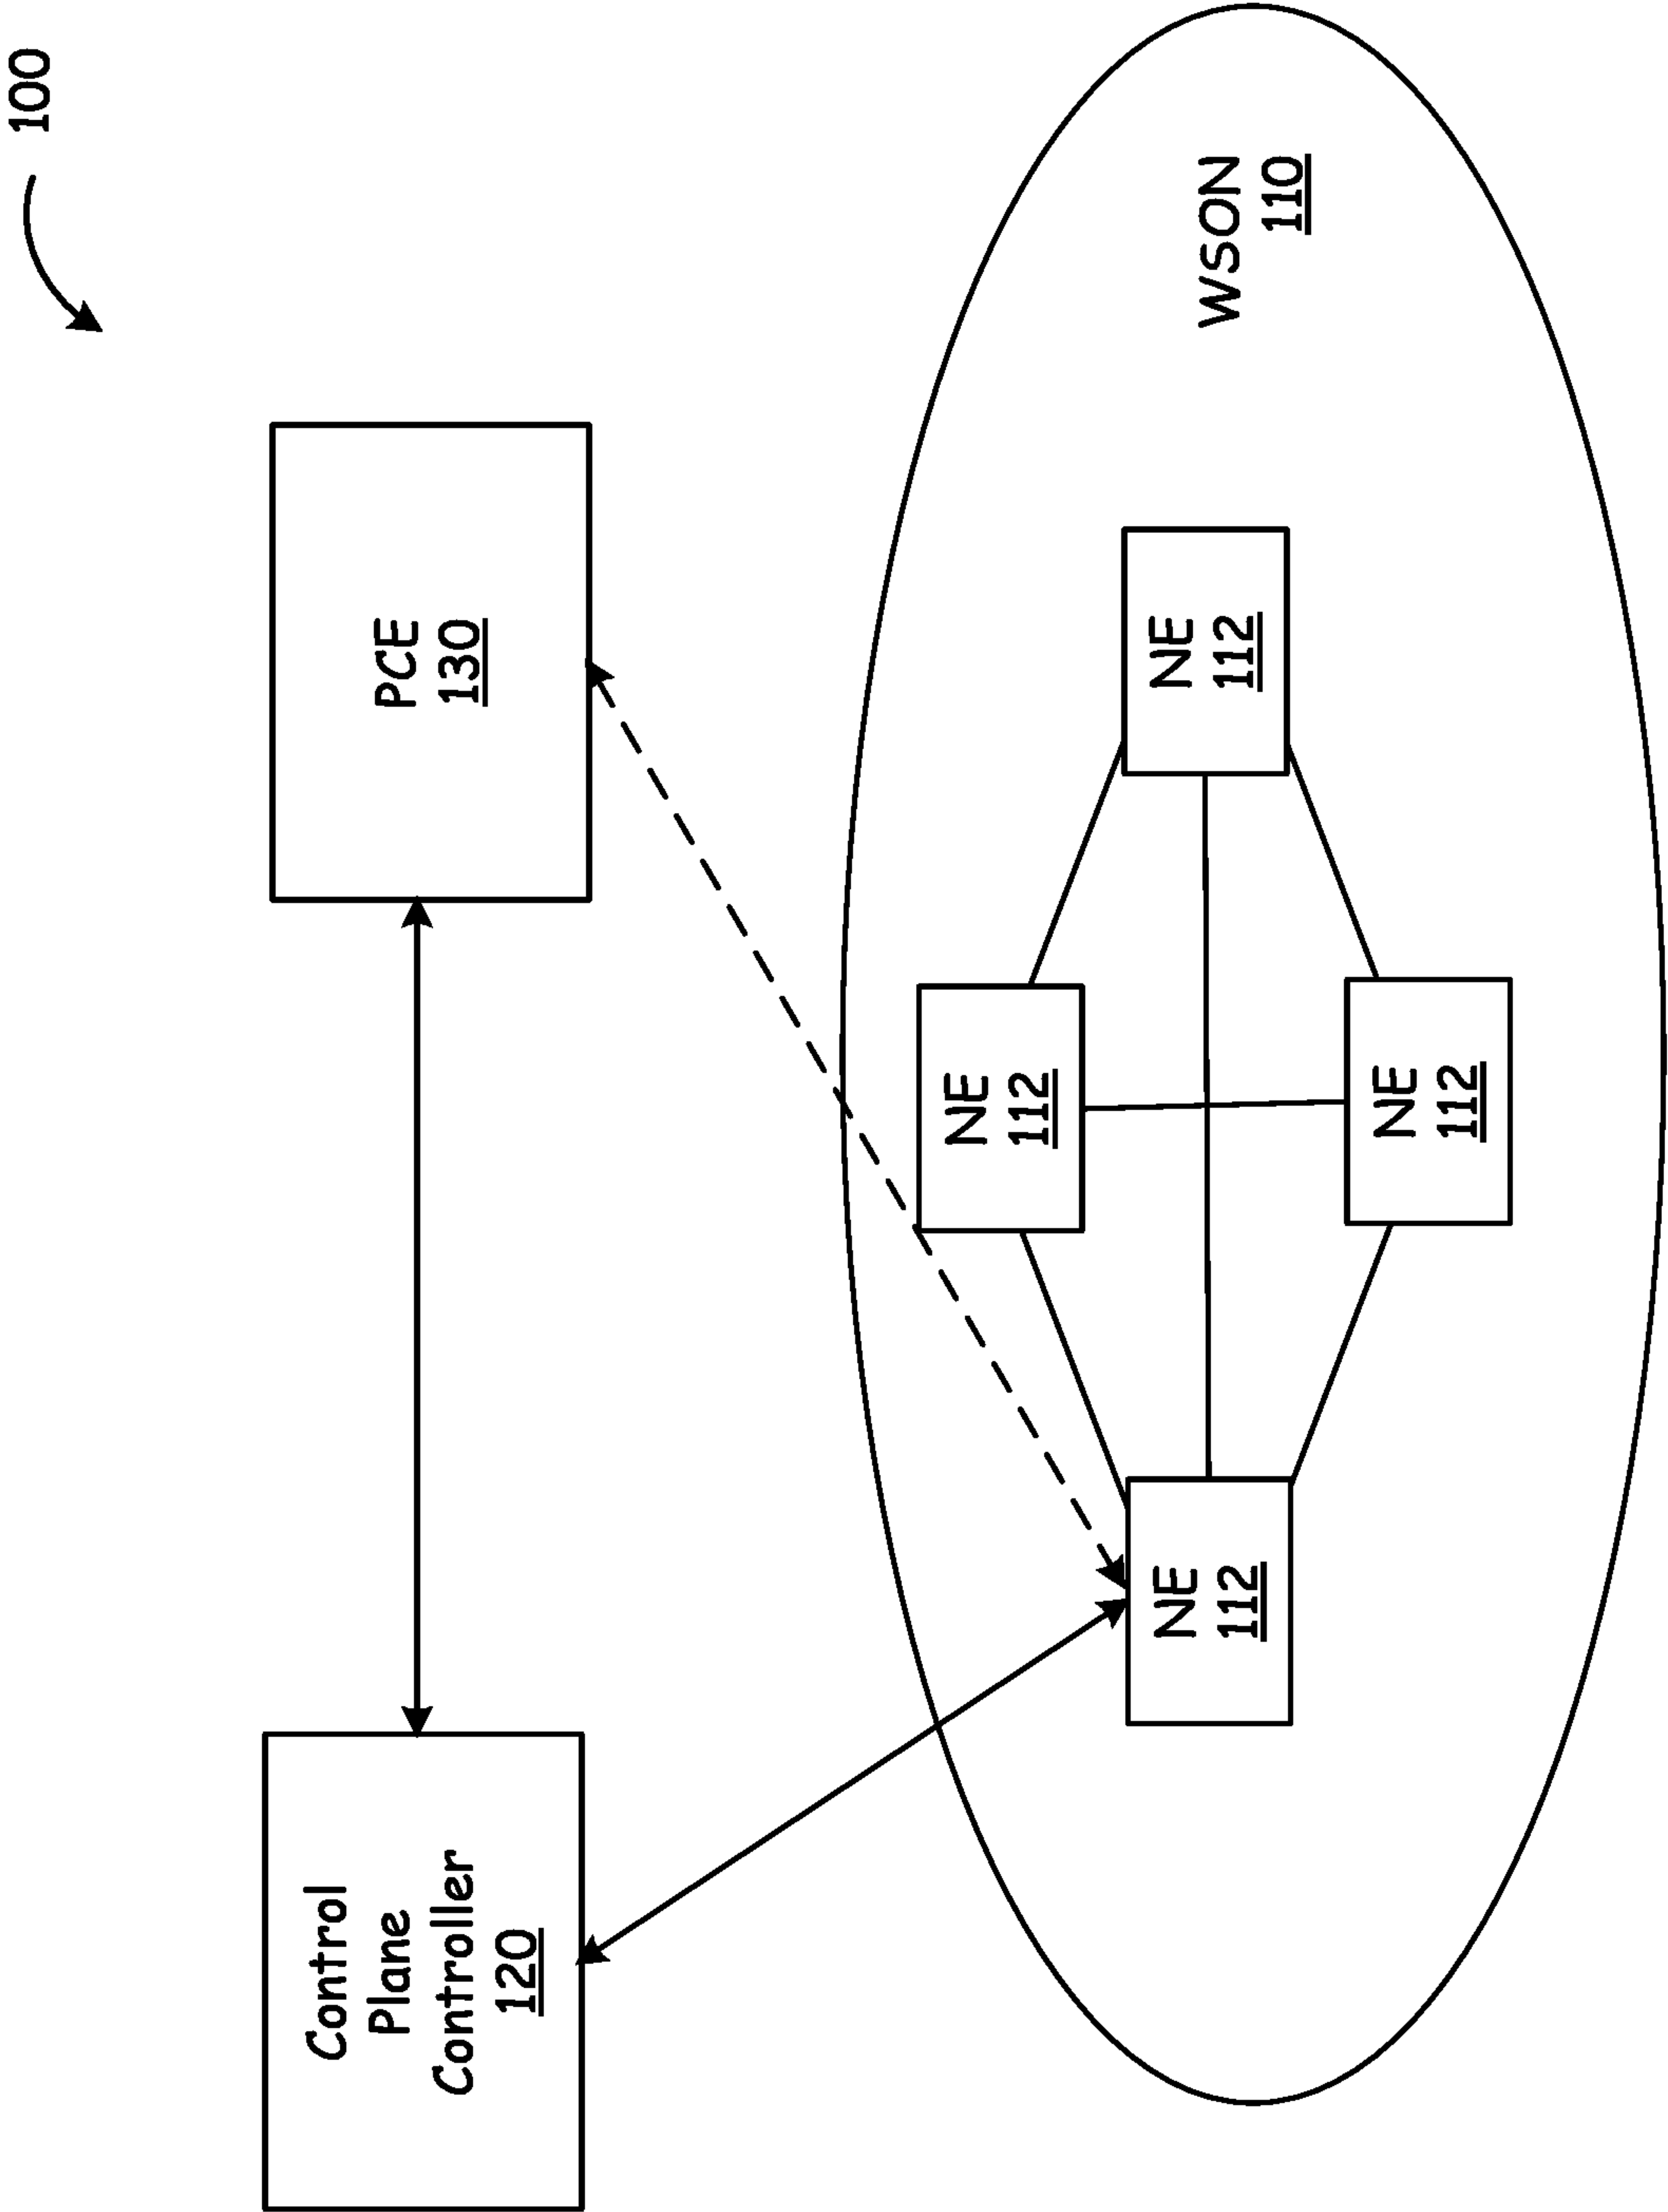 100
Control
Plane
Controller
120
PCE
130
NE
112
NE
112
NE
112
NE
112
WSON
110